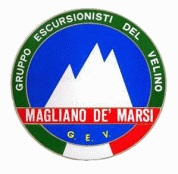 GRUPPO ESCURSIONISTI DEL VELINO
MAGLIANO DE' MARSI
G. E. V.